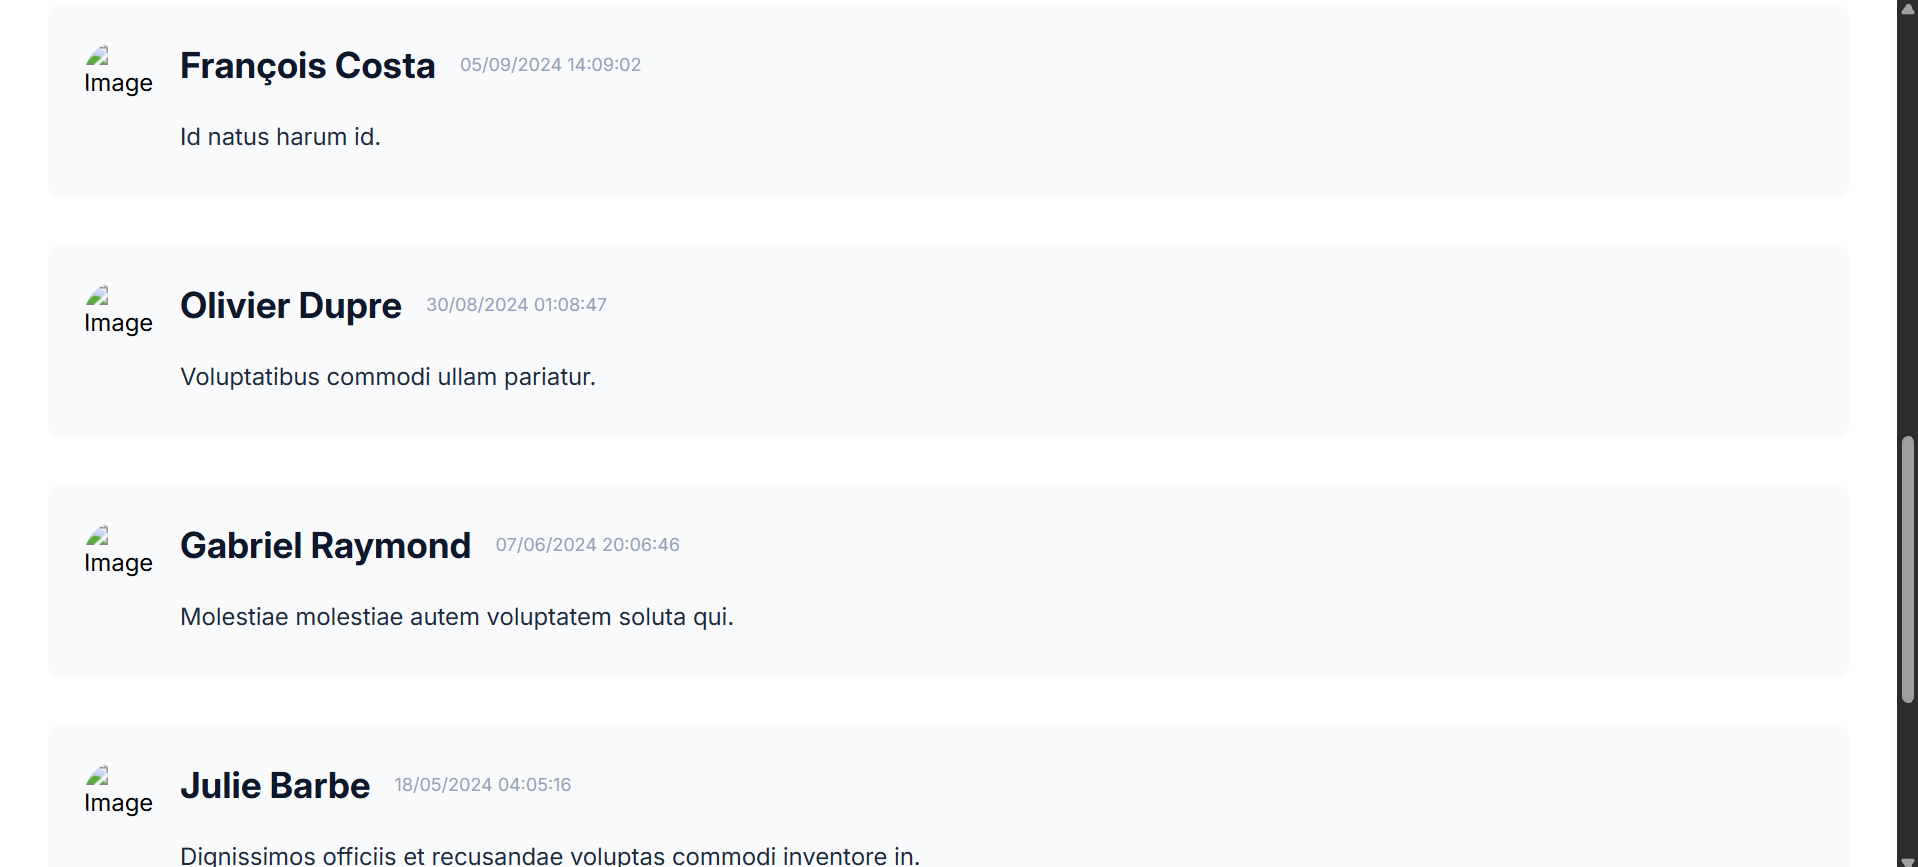 François Costa 05/09/2024 14:09:02
Image
Id natus harum id.
Olivier Dupre 30/08/2024 01:08:47
Image
Voluptatibus commodi ullam pariatur.
Gabriel Raymond 07/06/2024 20:06:46
Image
Molestiae molestiae autem voluptatem soluta qui.
Julie Barbe 18/05/2024 04:05:16
Image
Dignissimos officiis et recusandae voluptas commodi inventore in.